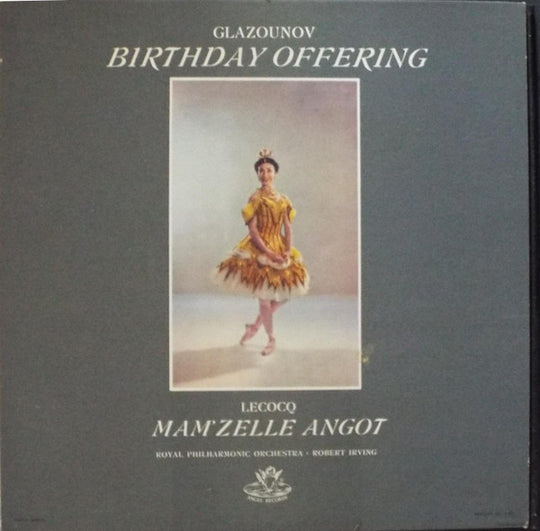 GLAZOUNOV
BIRTHDAY OFFERING
LECOCQ
MAM'ZELLE ANGOT
ROYAL PHILHARMONIC ORCHESTRA · ROBERT IRVING
ANGEL RECORDS